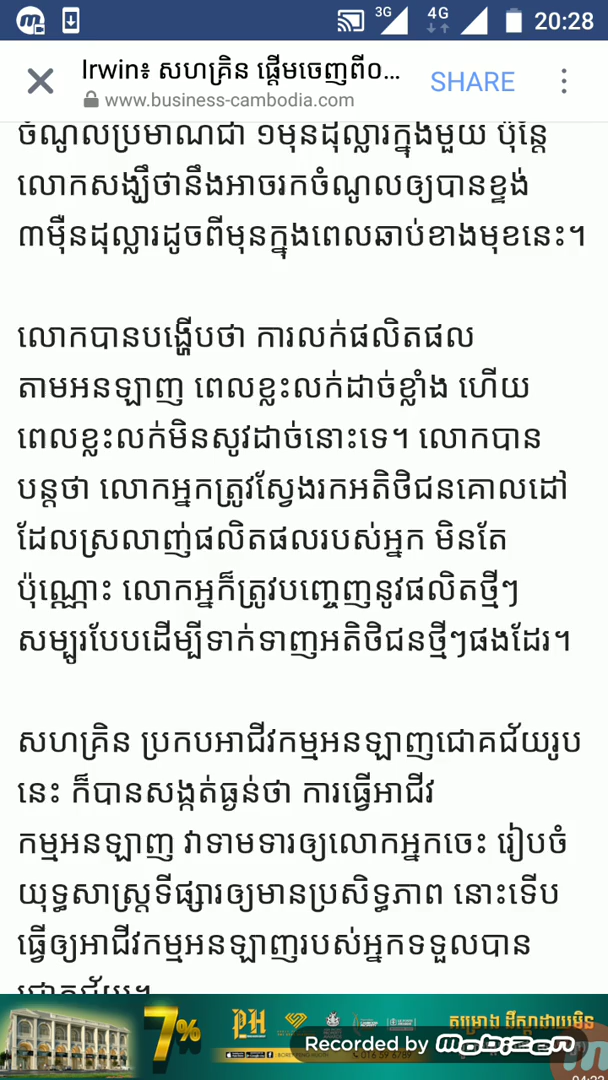 3G
4G
20:28
Irwin៖ សហគ្រិន ផ្ដើមចេញពី០...
www.business-cambodia.com
SHARE
ចំណូលប្រមាណជា ១ម៉ុនដុល្លារក្នុងមួយ ប៉ុន្តែ
លោកសង្ឃឹថានឹងអាចរកចំណូលឲ្យបានខ្ទង់
៣ម៉ឺនដុល្លារដូចពីមុនក្នុងពេលឆាប់ខាងមុខនេះ។
លោកបានបង្ហើបថា ការលក់ផលិតផល
តាមអនឡាញ ពេលខ្លះលក់ដាច់ខ្លាំង ហើយ
ពេលខ្លះលក់មិនសូវដាច់នោះទេ។ លោកបាន
បន្តថា លោកអ្នកត្រូវស្វែងរកអតិថិជនគោលដៅ
ដែលស្រលាញ់ផលិតផលរបស់អ្នក មិនតែ
ប៉ុណ្ណោះ លោកអ្នក៏ត្រូវបញ្ចេញនូវផលិតថ្មីៗ
សម្បូរបែបដើម្បីទាក់ទាញអតិថិជនថ្មីៗផងដែរ។
សហគ្រិន ប្រកបអាជីវកម្មអនឡាញជោគជ័យរូប
នេះ ក៏បានសង្កត់ធ្ងន់ថា ការធ្វើអាជីវ
កម្មអនឡាញ វាទាមទារឲ្យលោកអ្នកចេះ រៀបចំ
យុទ្ធសាស្ត្រទីផ្សារឲ្យមានប្រសិទ្ធភាព នោះទើប
ធ្វើឲ្យអាជីវកម្មអនឡាញរបស់អ្នកទទួលបាន
ជោគជ័យ។
7%
PH
គម្រោង ដឹក្តាដាយមិន
Recorded by mobizen
04:22